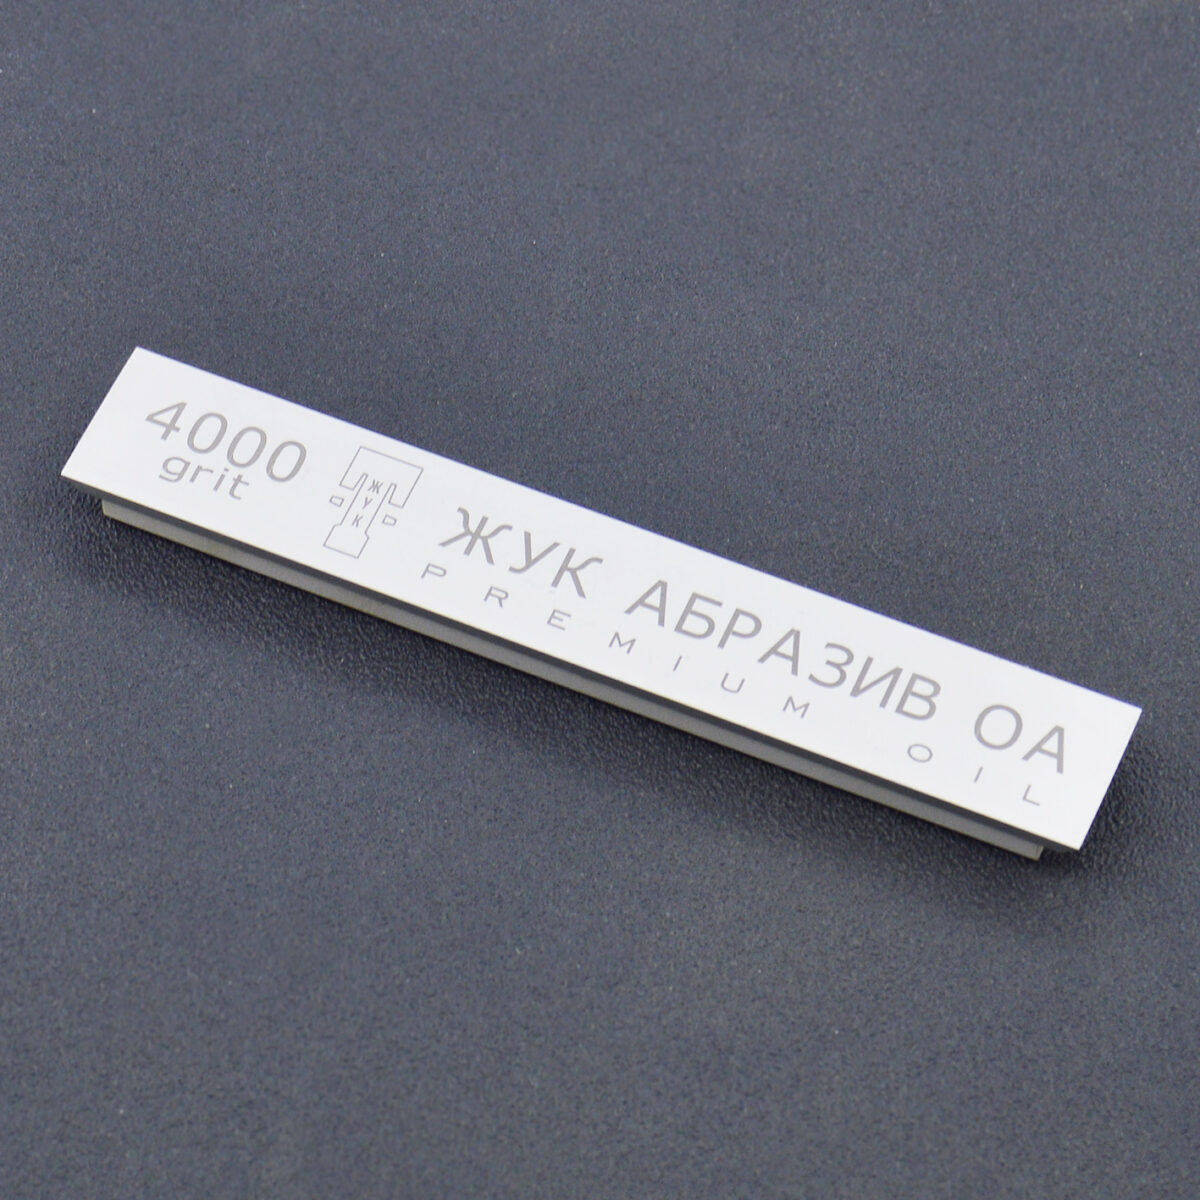 4000
grit
Ж
У
К
ЖУК АБРАЗИВ ОА
PREMIUM OIL